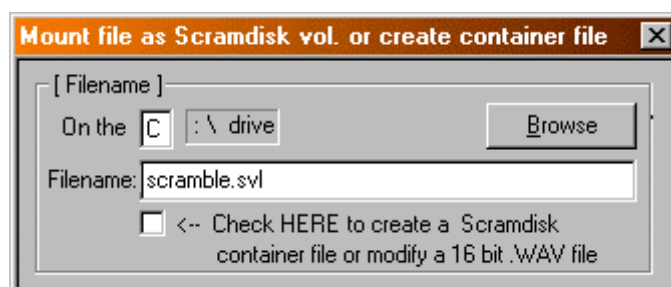 Mount file as Scramdisk vol. or create container file
[ Filename ]
On the C :\ drive Browse
Filename: scramble.svl
<-- Check HERE to create a Scramdisk
container file or modify a 16 bit .WAV file